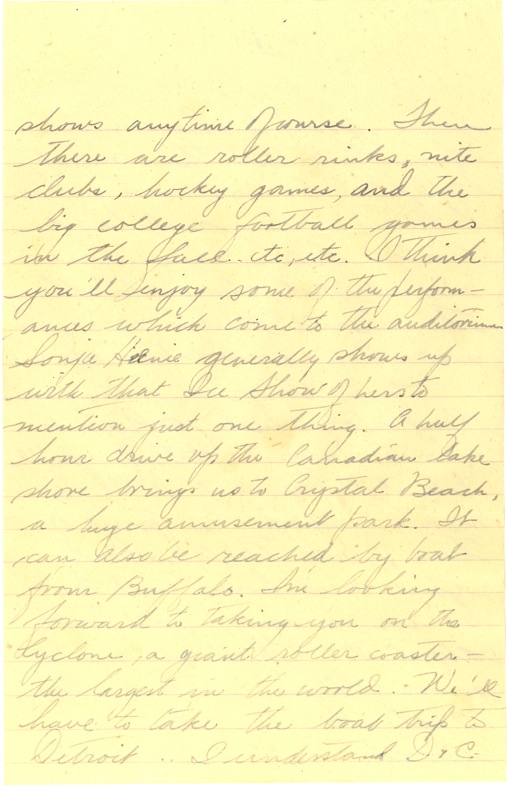 shows anytime of course. Then
there are roller rinks, nite
clubs, hockey games, and the
big college football games
in the fall.. etc, etc. I think
you'll enjoy some of the perform-
ances which come to the auditorium
Sonja Henie generally shows up
with that Ice Show of hers to
mention just one thing. A half
hour drive up the Canadian lake
shore brings us to Crystal Beach,
a huge amusement park. It
can also be reached by boat
from Buffalo. I'm looking
forward to taking you on the
Cyclone, a giant roller coaster -
the largest in the world. We'll
have to take the boat trip to
Detroit .. I understand D & C